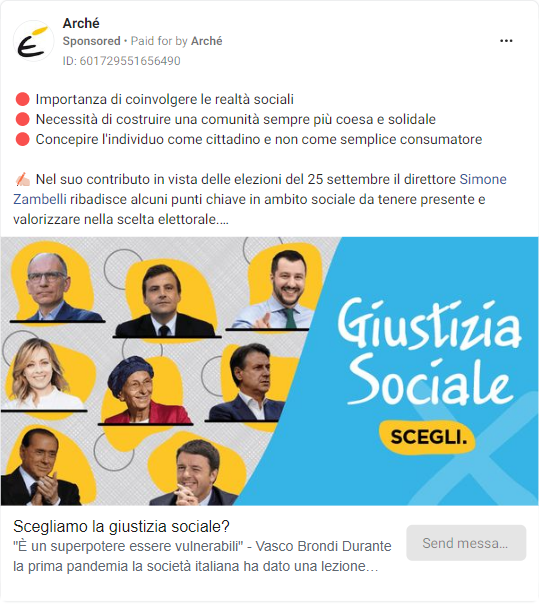 Arché
Sponsored • Paid for by Arché
ID: 601729551656490
🔴 Importanza di coinvolgere le realtà sociali
🔴 Necessità di costruire una comunità sempre più coesa e solidale
🔴 Concepire l'individuo come cittadino e non come semplice consumatore
✍🏻 Nel suo contributo in vista delle elezioni del 25 settembre il direttore Simone
Zambelli ribadisce alcuni punti chiave in ambito sociale da tenere presente e
valorizzare nella scelta elettorale.…
Giustizia
Sociale
SCEGLI.
Scegliamo la giustizia sociale?
"È un superpotere essere vulnerabili" - Vasco Brondi Durante
la prima pandemia la società italiana ha dato una lezione…
Send messa…